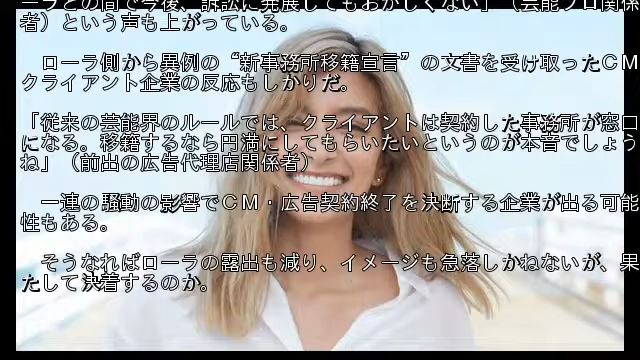 ーラとの間で今後、訴訟に発展してもおかしくない」（芸能プロ関係
者）という声も上がっている。
ローラ側から異例の“新事務所移籍宣言”の文書を受け取ったＣＭ
クライアント企業の反応もしかりだ。
「従来の芸能界のルールでは、クライアントは契約した事務所が窓口
になる。移籍するなら円満にしてもらいたいというのが本音でしょう
ね」（前出の広告代理店関係者）
一連の騒動の影響でＣＭ・広告契約終了を決断する企業が出る可能
性もある。
そうなればローラの露出も減り、イメージも急落しかねないが、果
たして決着するのか。